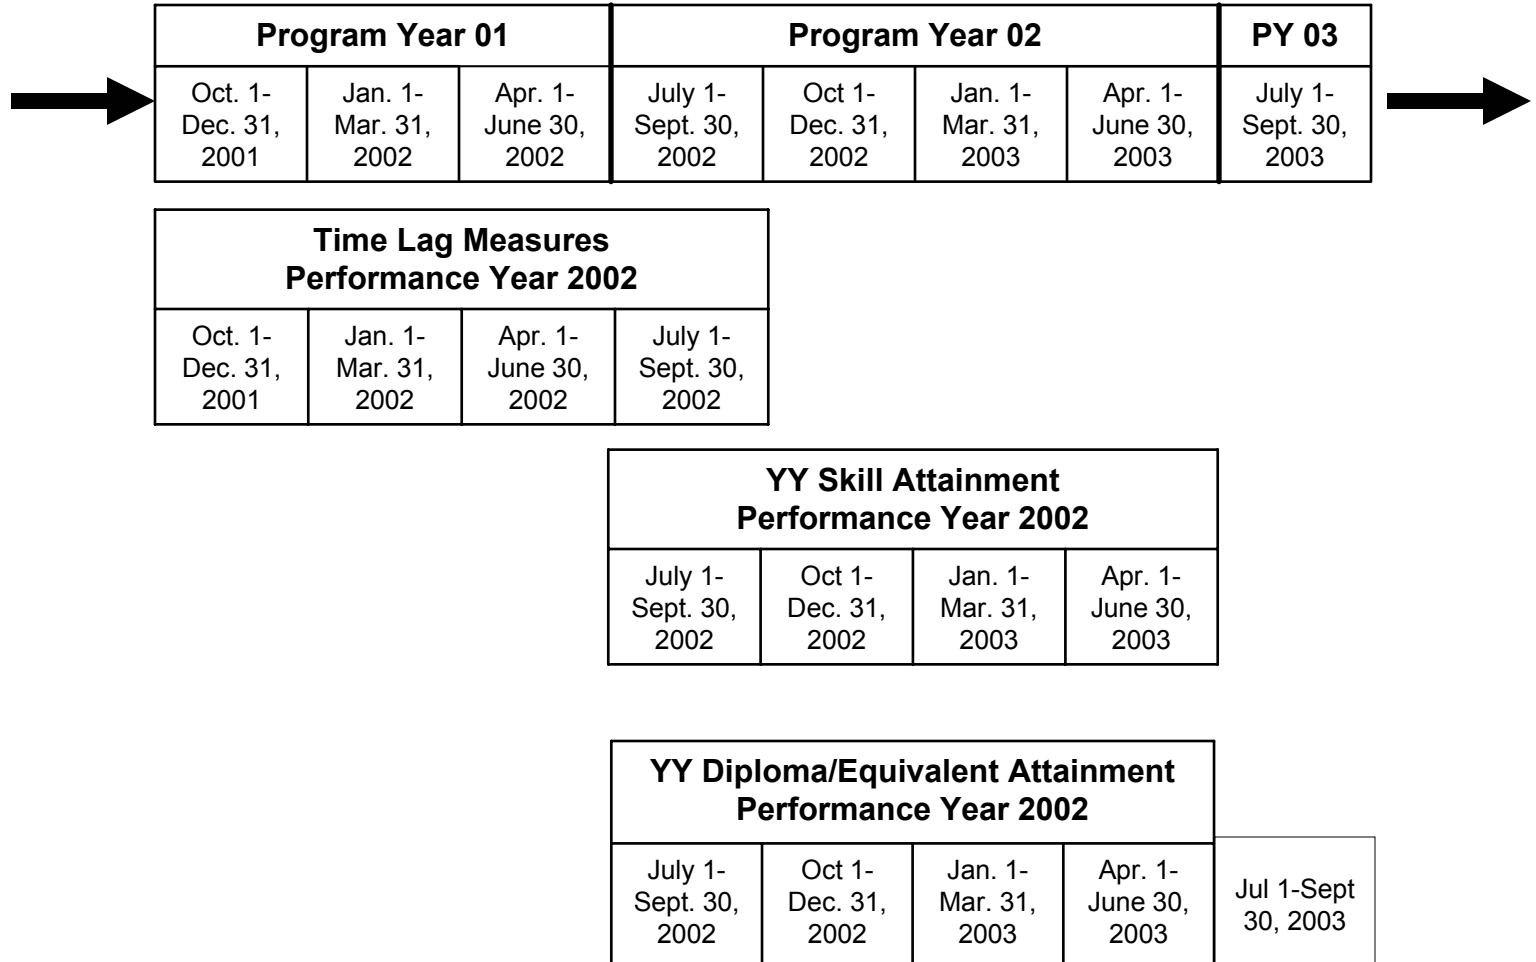 Program Year 01
Program Year 02
PY 03
Oct. 1-
Dec. 31,
2001
Jan. 1-
Mar. 31,
2002
Apr. 1-
June 30,
2002
July 1-
Sept. 30,
2002
Oct 1-
Dec. 31,
2002
Jan. 1-
Mar. 31,
2003
Apr. 1-
June 30,
2003
July 1-
Sept. 30,
2003
Time Lag Measures
Performance Year 2002
Oct. 1-
Dec. 31,
2001
Jan. 1-
Mar. 31,
2002
Apr. 1-
June 30,
2002
July 1-
Sept. 30,
2002
YY Skill Attainment
Performance Year 2002
July 1-
Sept. 30,
2002
Oct 1-
Dec. 31,
2002
Jan. 1-
Mar. 31,
2003
Apr. 1-
June 30,
2003
YY Diploma/Equivalent Attainment
Performance Year 2002
July 1-
Sept. 30,
2002
Oct 1-
Dec. 31,
2002
Jan. 1-
Mar. 31,
2003
Apr. 1-
June 30,
2003
Jul 1-Sept
30, 2003